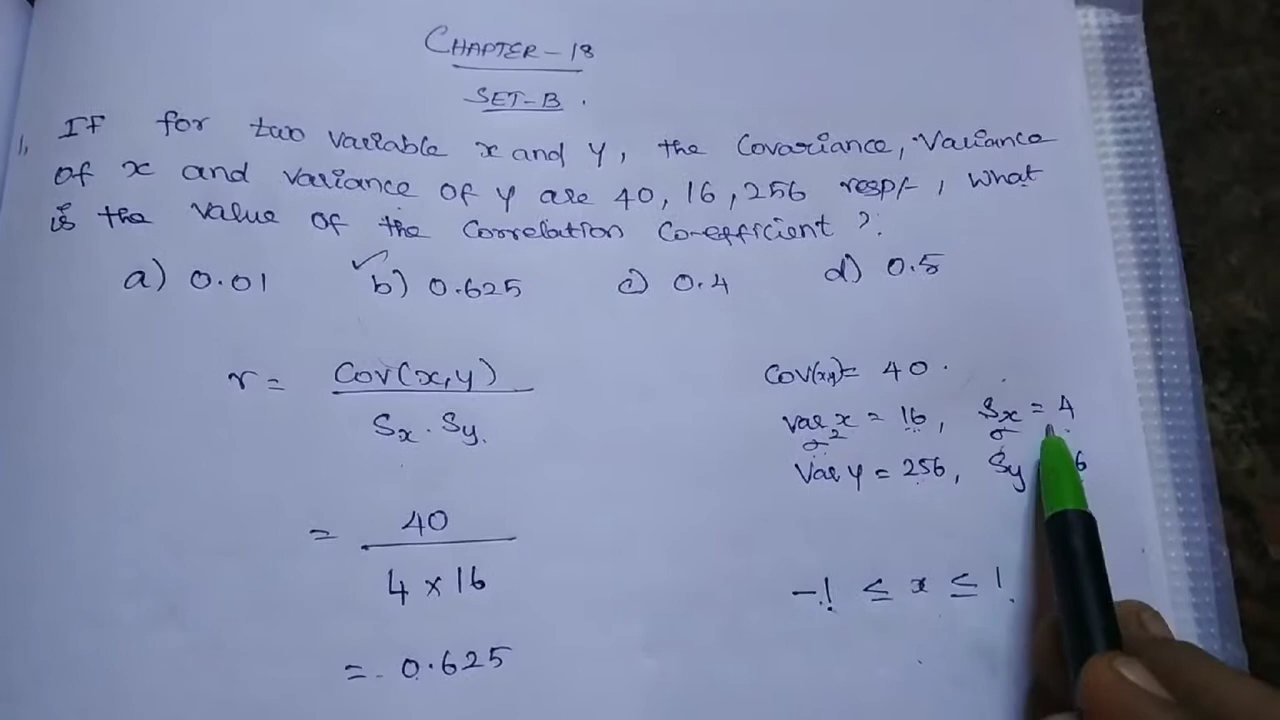 CHAPTER-18
SET-B.
1, IF for two variable x and y, the Covariance, Variance
of x and variance of y are 40, 16, 256 resp/-, what
is the value of the Correlation Co-efficient ?:
a) 0.01 ✓b) 0.625 c) 0.4 d) 0.5
r = Cov(x,y) / Sx . Sy.
= 40 / 4 × 16
= 0.625
Cov(x,y) = 40.
var x = 16, Sx = 4
σ² σ
Var y = 256, Sy 6
-1 ≤ x ≤ 1.